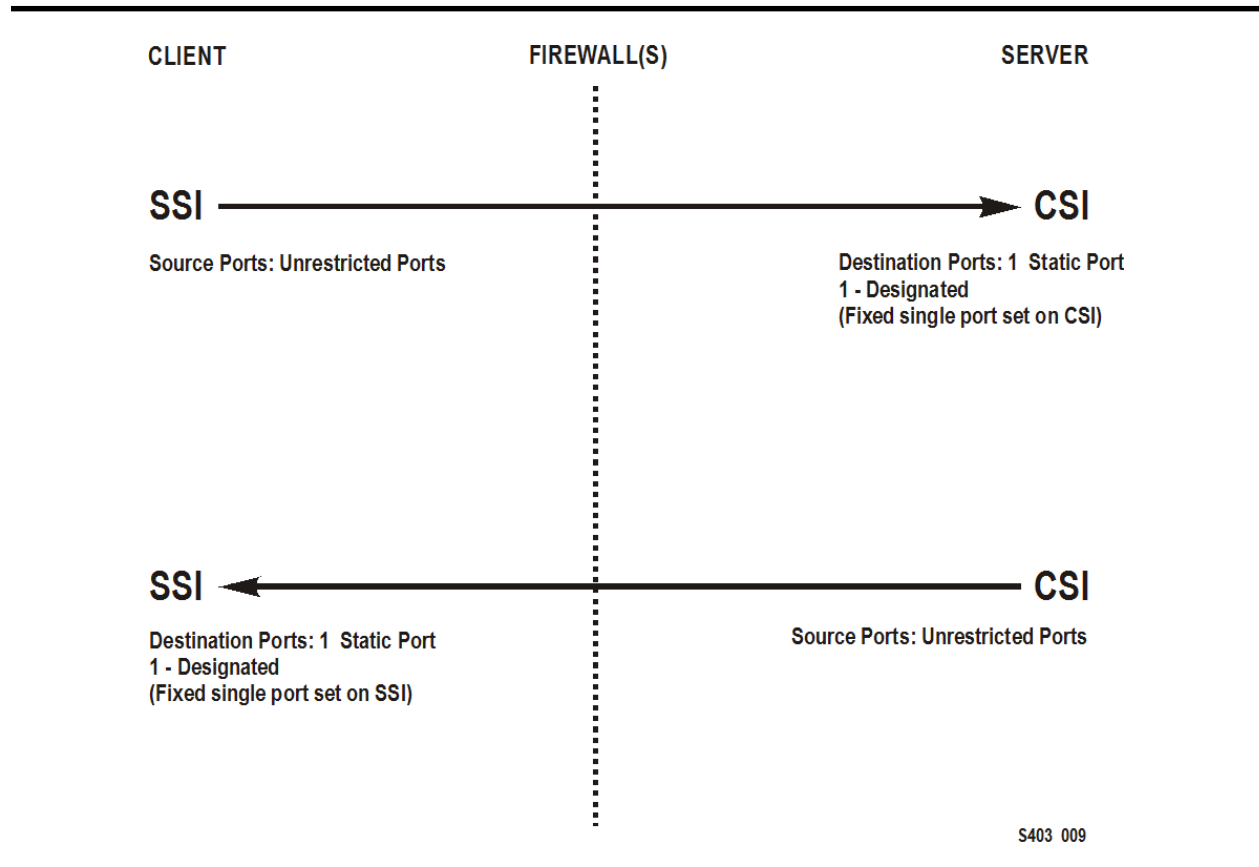 CLIENT FIREWALL(S) SERVER
SSI CSI
Source Ports: Unrestricted Ports
Destination Ports: 1 Static Port
1 - Designated
(Fixed single port set on CSI)
SSI CSI
Destination Ports: 1 Static Port
1 - Designated
(Fixed single port set on SSI)
Source Ports: Unrestricted Ports
S403_009